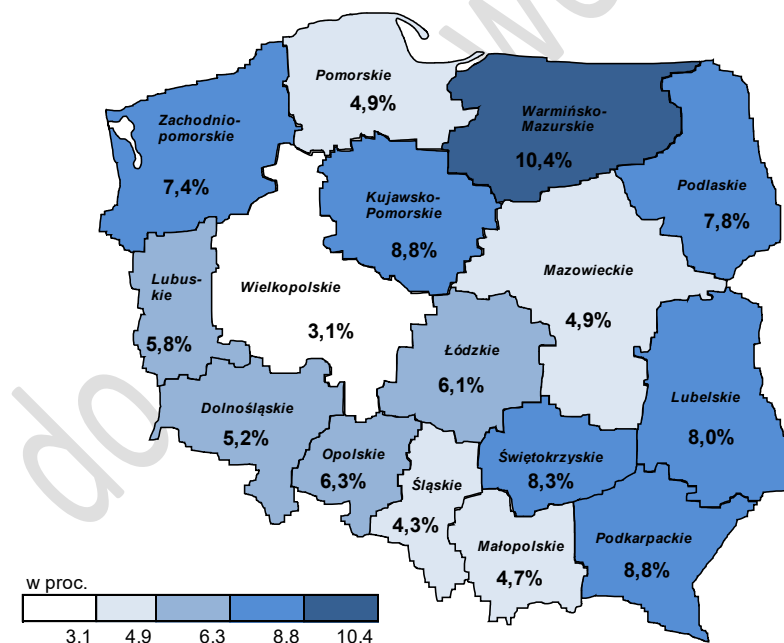 Pomorskie
4,9%
Zachodnio-
pomorskie
7,4%
Warmińsko-
Mazurskie
10,4%
Podlaskie
7,8%
Kujawsko-
Pomorskie
8,8%
Mazowieckie
4,9%
Lubus-
kie
5,8%
Wielkopolskie
3,1%
Łódzkie
6,1%
Lubelskie
8,0%
Dolnośląskie
5,2%
Opolskie
6,3%
Śląskie
4,3%
Świętokrzyskie
8,3%
Małopolskie
4,7%
Podkarpackie
8,8%
w proc.
3.1 4.9 6.3 8.8 10.4
do